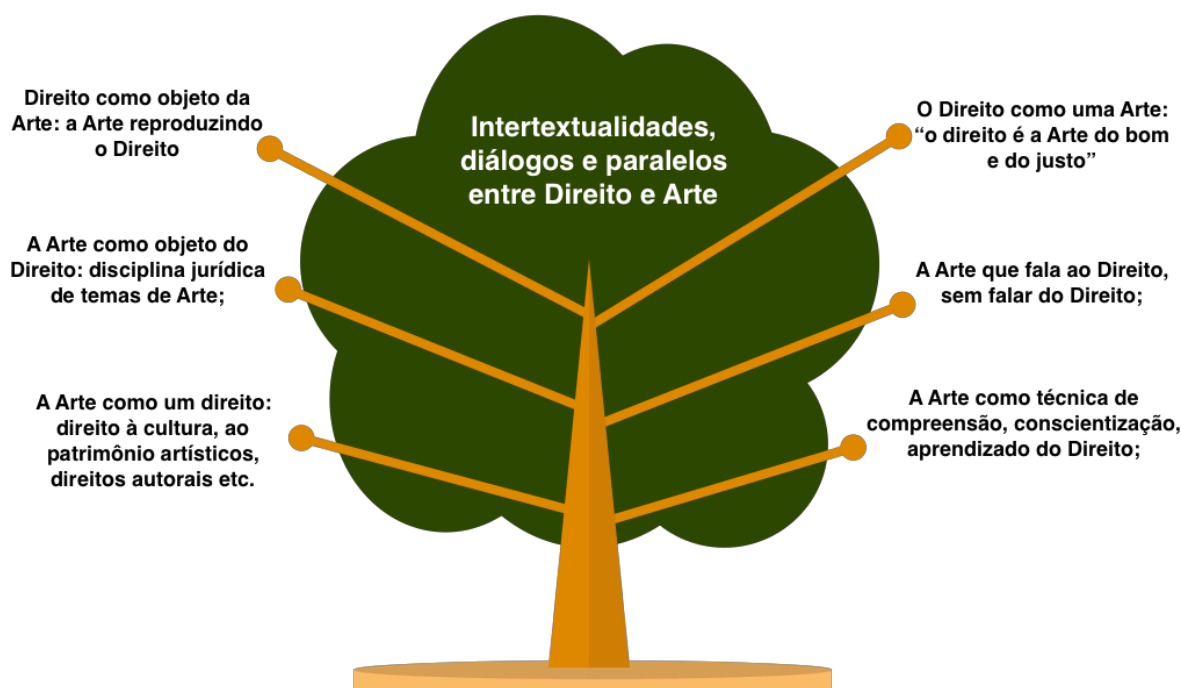 Intertextualidades,
diálogos e paralelos
entre Direito e Arte
Direito como objeto da
Arte: a Arte reproduzindo
o Direito
A Arte como objeto do
Direito: disciplina jurídica
de temas de Arte;
A Arte como um direito:
direito à cultura, ao
patrimônio artísticos,
direitos autorais etc.
O Direito como uma Arte:
“o direito é a Arte do bom
e do justo”
A Arte que fala ao Direito,
sem falar do Direito;
A Arte como técnica de
compreensão, conscientização,
aprendizado do Direito;